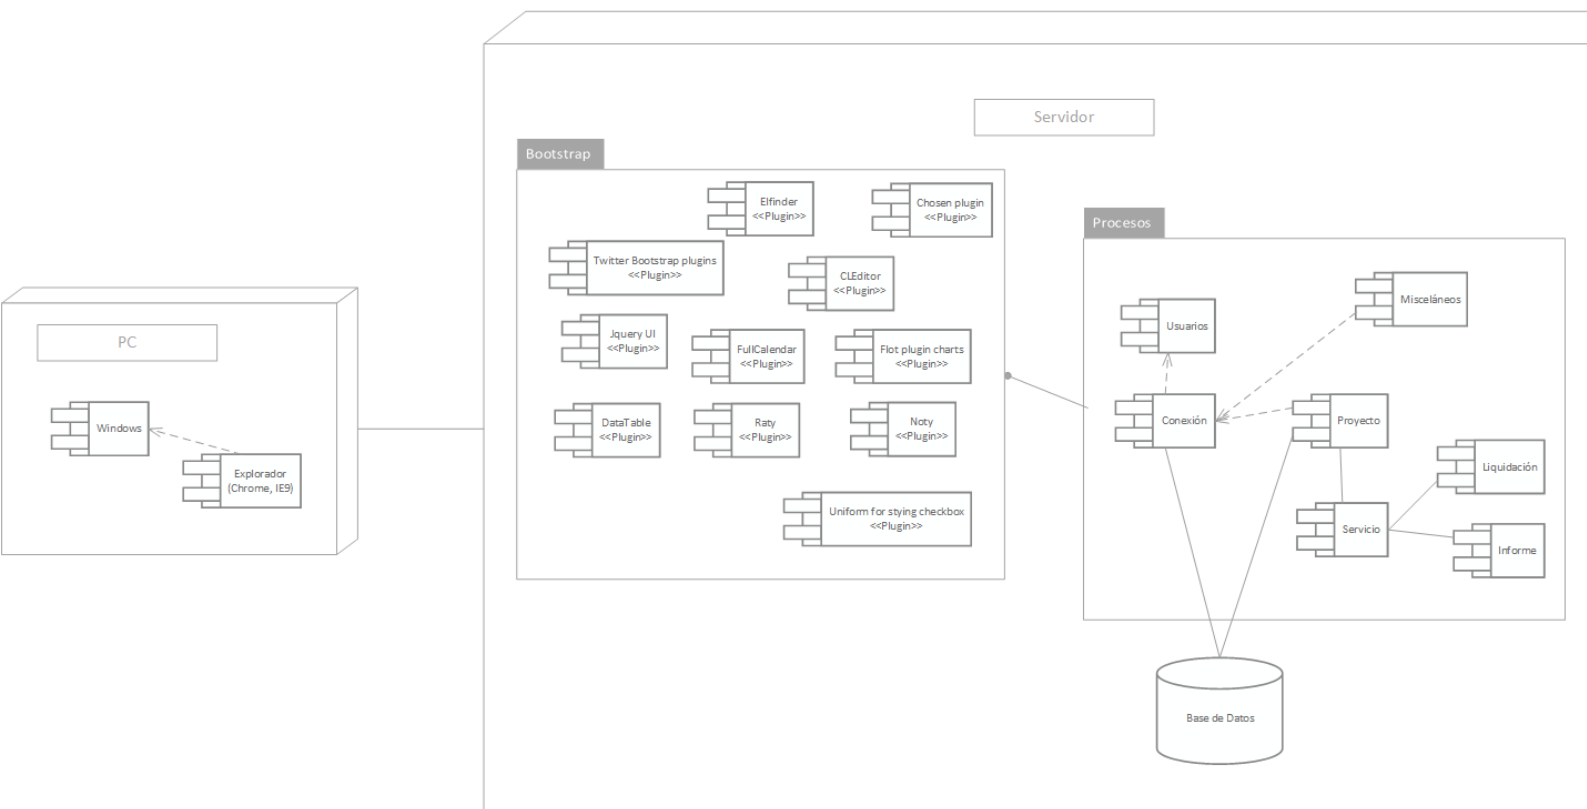 Servidor
Bootstrap
Elfinder
<<Plugin>>
Chosen plugin
<<Plugin>>
Twitter Bootstrap plugins
<<Plugin>>
CLEditor
<<Plugin>>
Jquery UI
<<Plugin>>
FullCalendar
<<Plugin>>
Flot plugin charts
<<Plugin>>
DataTable
<<Plugin>>
Raty
<<Plugin>>
Noty
<<Plugin>>
Uniform for stying checkbox
<<Plugin>>
Procesos
Misceláneos
Usuarios
Conexión
Proyecto
Liquidación
Servicio
Informe
Base de Datos
PC
Windows
Explorador
(Chrome, IE9)